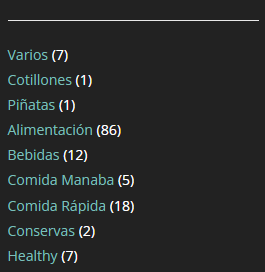 Varios (7)
Cotillones (1)
Piñatas (1)
Alimentación (86)
Bebidas (12)
Comida Manaba (5)
Comida Rápida (18)
Conservas (2)
Healthy (7)